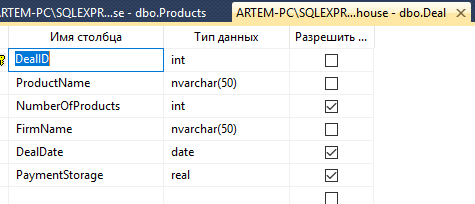 ARTEM-PC\SQLEXPR...se - dbo.Products ARTEM-PC\SQLEXPR...house - dbo.Deal
Имя столбца Тип данных Разрешить ...
DealID int
ProductName nvarchar(50)
NumberOfProducts int
FirmName nvarchar(50)
DealDate date
PaymentStorage real